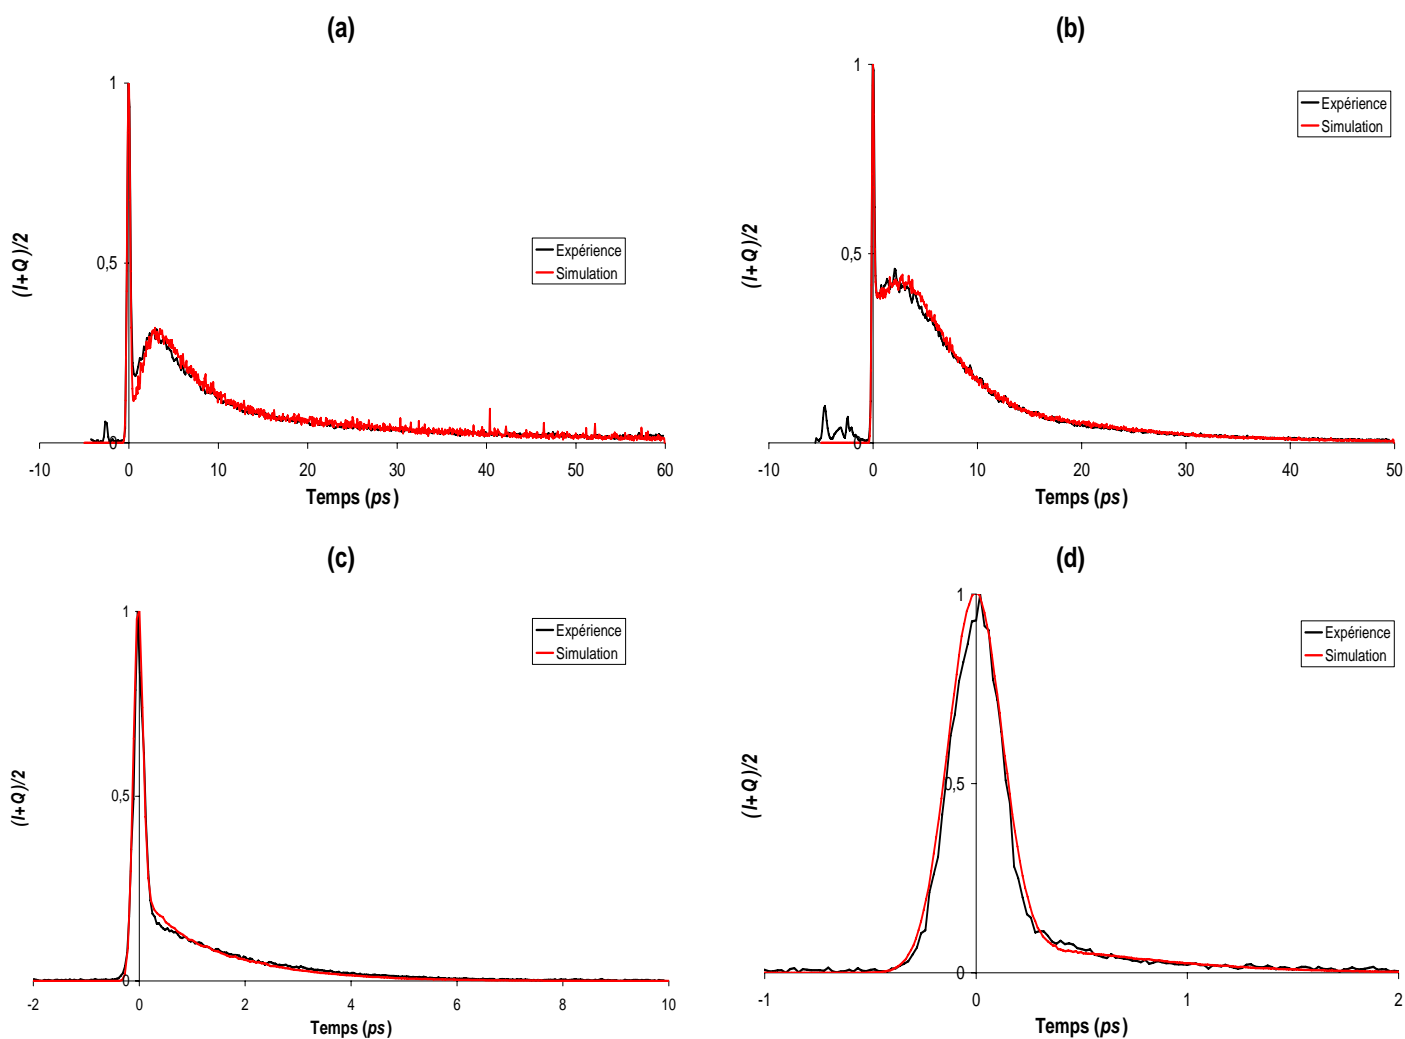 (a)
1
0,5
0
(I+Q)/2
Expérience
Simulation
-10 0 10 20 30 40 50 60
Temps (ps)
(b)
1
0,5
0
(I+Q)/2
Expérience
Simulation
-10 0 10 20 30 40 50
Temps (ps)
(c)
1
0,5
0
(I+Q)/2
Expérience
Simulation
-2 0 2 4 6 8 10
Temps (ps)
(d)
1
0,5
0
(I+Q)/2
Expérience
Simulation
-1 0 1 2
Temps (ps)